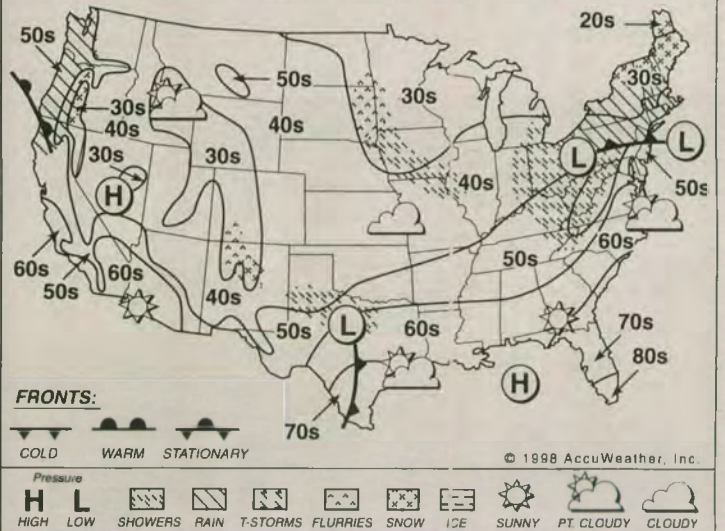 20s
50s
30s
50s
30s
30s
40s
40s
L
L
30s
30s
50s
H
40s
60s
50s
60s
50s
60s
40s
L
50s
60s
70s
H
80s
70s
FRONTS:
COLD WARM STATIONARY
© 1998 AccuWeather, Inc.
Pressure
H L
HIGH LOW SHOWERS RAIN T-STORMS FLURRIES SNOW ICE SUNNY PT. CLOUDY CLOUDY